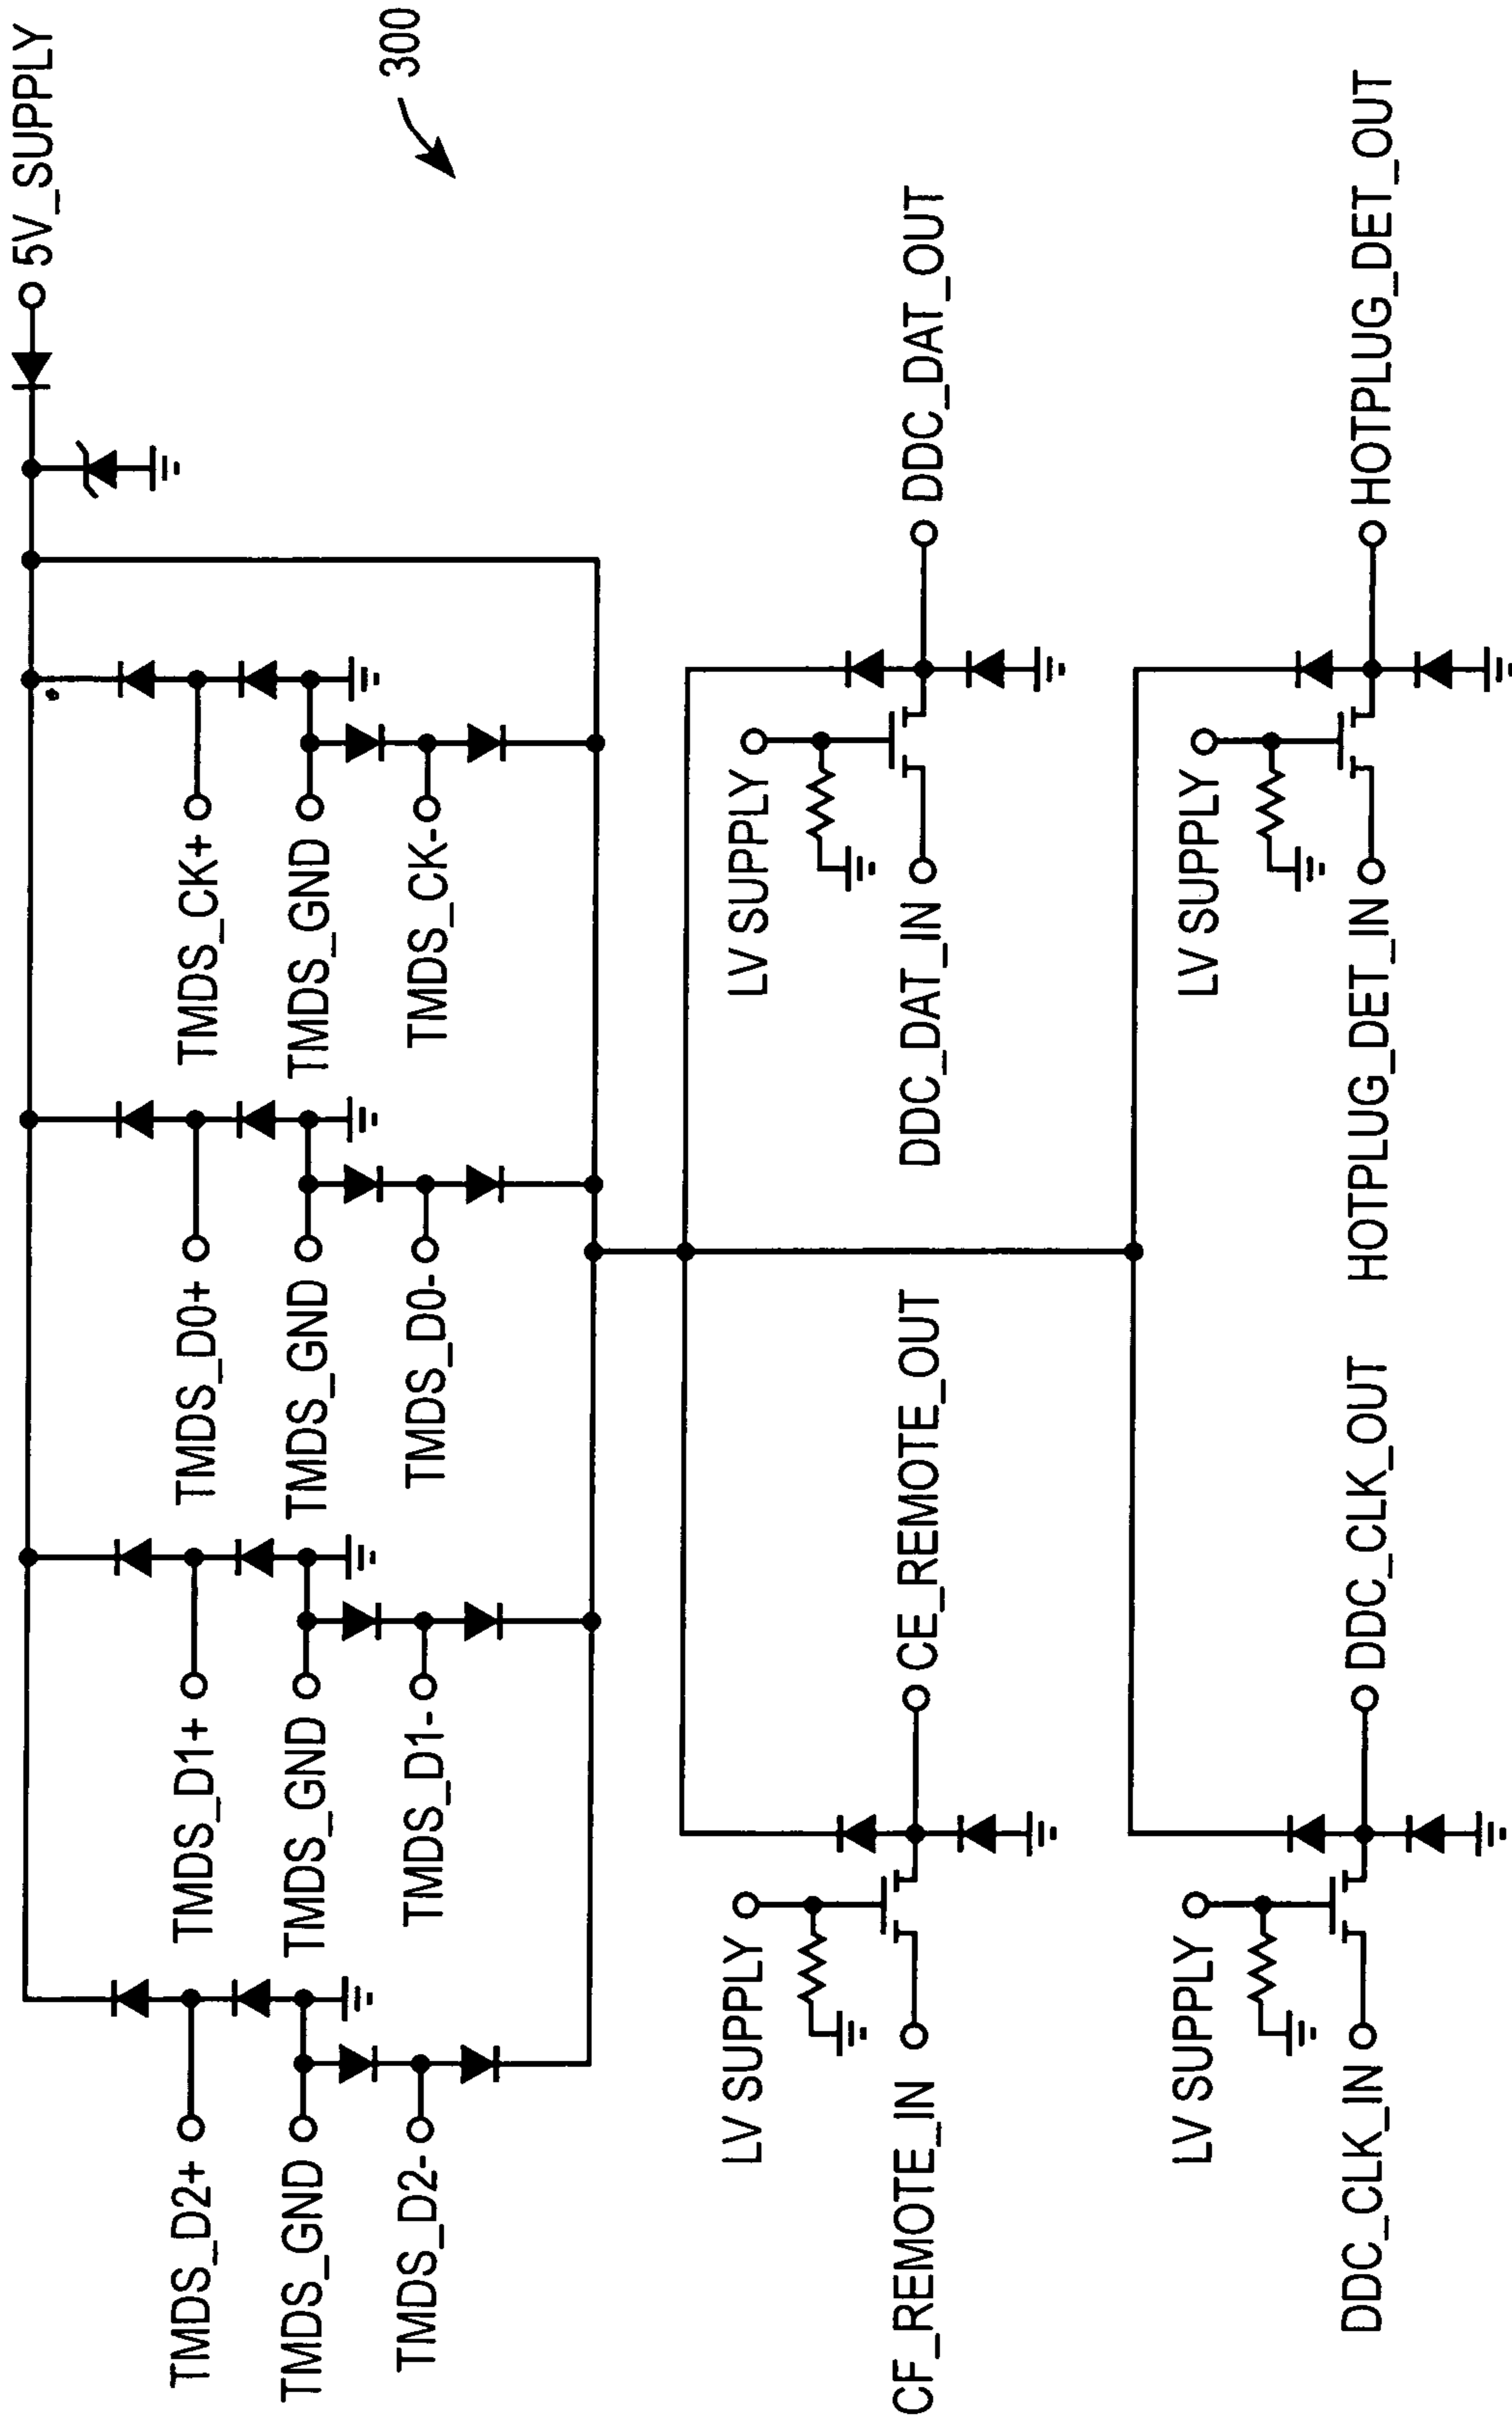 5V_SUPPLY
300
TMDS_D2+
TMDS_D1+
TMDS_D0+
TMDS_CK+
TMDS_GND
TMDS_GND
TMDS_GND
TMDS_GND
TMDS_D2-
TMDS_D1-
TMDS_D0-
TMDS_CK-
LV SUPPLY
LV SUPPLY
CF_REMOTE_IN
CE_REMOTE_OUT
DDC_DAT_IN
DDC_DAT_OUT
LV SUPPLY
LV SUPPLY
DDC_CLK_IN
DDC_CLK_OUT
HOTPLUG_DET_IN
HOTPLUG_DET_OUT